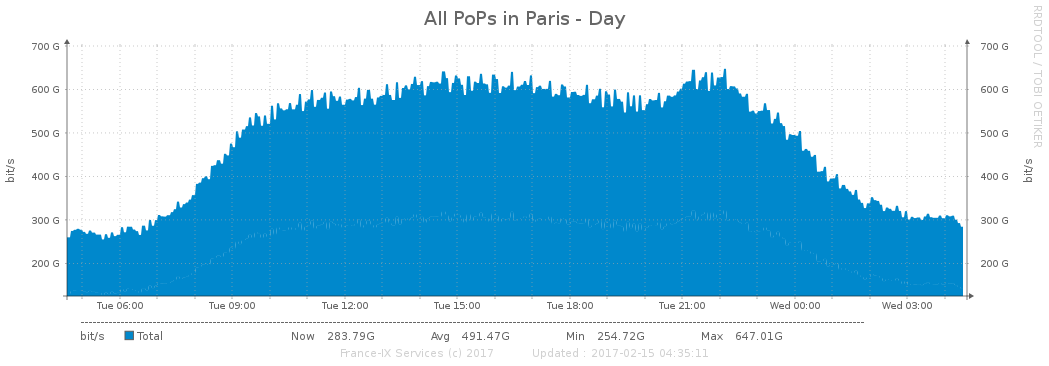 All PoPs in Paris - Day
RRDTOOL / TOBI OETIKER
700 G 700 G
600 G 600 G
500 G 500 G
400 G 400 G
300 G 300 G
200 G 200 G
bit/s bit/s
Tue 06:00 Tue 09:00 Tue 12:00 Tue 15:00 Tue 18:00 Tue 21:00 Wed 00:00 Wed 03:00
bit/s Total Now 283.79G Avg 491.47G Min 254.72G Max 647.01G
France-IX Services (c) 2017 Updated : 2017-02-15 04:35:11